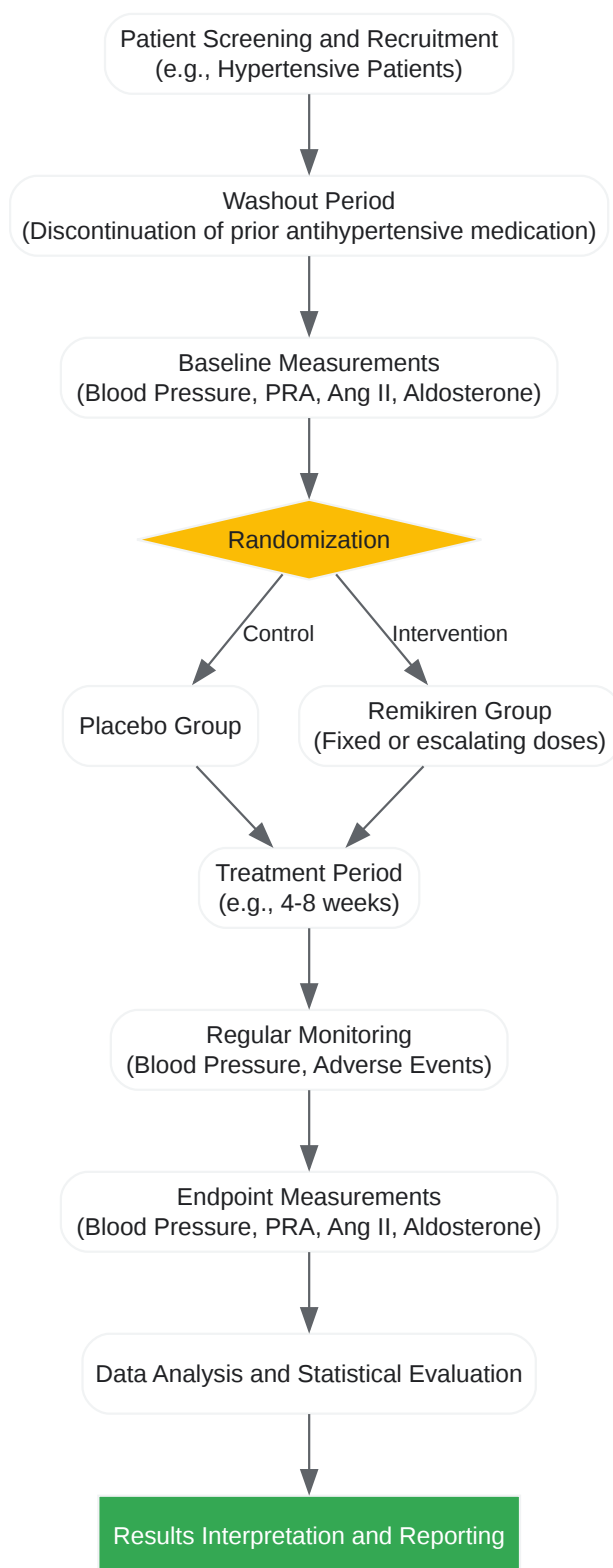 Patient Screening and Recruitment
(e.g., Hypertensive Patients)
Washout Period
(Discontinuation of prior antihypertensive medication)
Baseline Measurements
(Blood Pressure, PRA, Ang II, Aldosterone)
Randomization
Control
Intervention
Placebo Group
Remikiren Group
(Fixed or escalating doses)
Treatment Period
(e.g., 4-8 weeks)
Regular Monitoring
(Blood Pressure, Adverse Events)
Endpoint Measurements
(Blood Pressure, PRA, Ang II, Aldosterone)
Data Analysis and Statistical Evaluation
Results Interpretation and Reporting